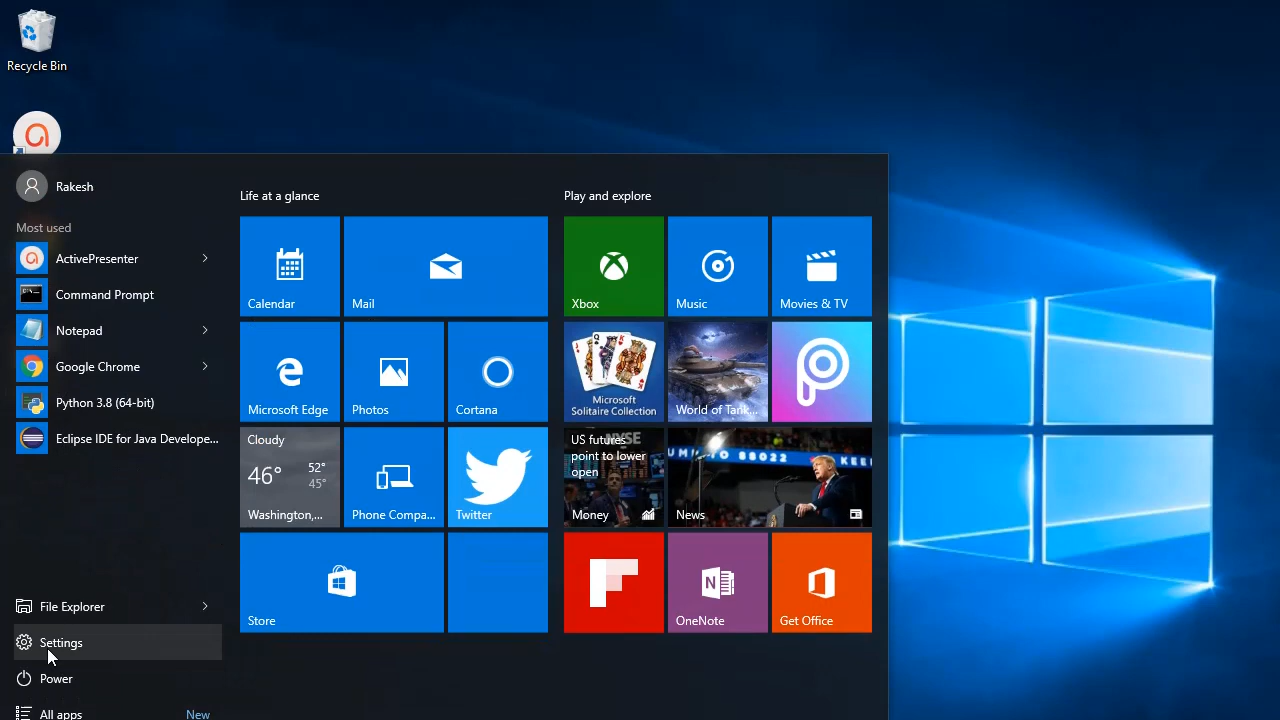 Recycle Bin
Rakesh
Most used
ActivePresenter
Command Prompt
Notepad
Google Chrome
Python 3.8 (64-bit)
Eclipse IDE for Java Develope...
File Explorer
Settings
Power
All apps
New
Life at a glance
Calendar
Mail
Microsoft Edge
Photos
Cortana
Cloudy
46°
52°
45°
Washington,...
Phone Compa...
Twitter
Store
Play and explore
Xbox
Music
Movies & TV
Microsoft
Solitaire Collection
World of Tank...
US futures
point to lower
open
Money
88022
News
OneNote
Get Office